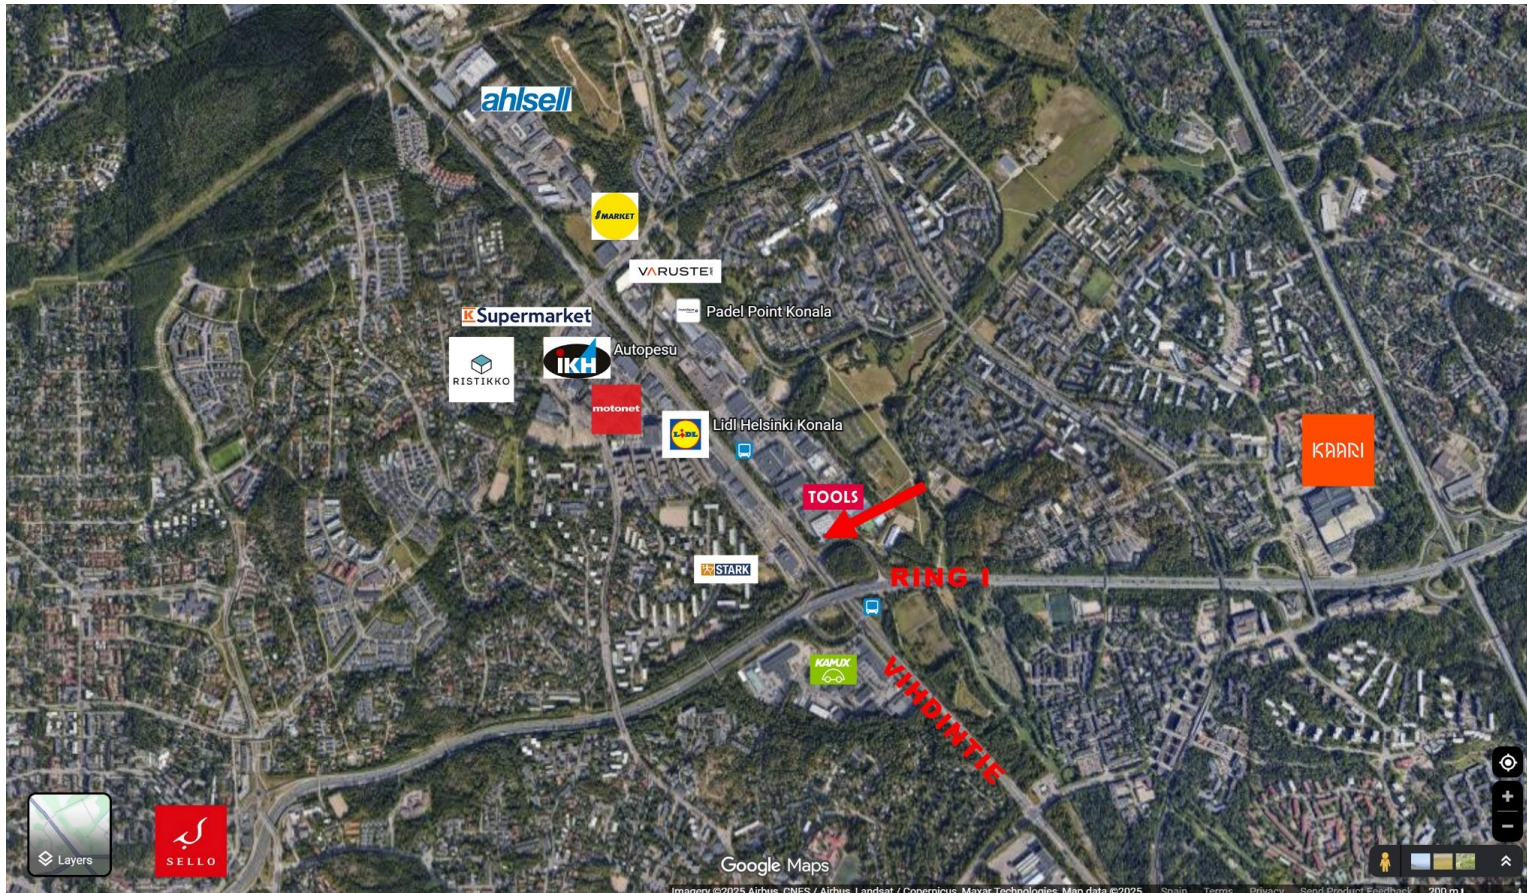 ahlsell
S MARKET
VARUSTE
Padel Point Konala
K Supermarket
Autopesu
IKH
RISTIKKO
motonet
LIDL
Lidl Helsinki Konala
KAARI
TOOLS
STARK
RING I
KAMUX
VIHDINTIE
Layers
SELLO
Google Maps
Imagery ©2025 Airbus, CNES / Airbus, Landsat / Copernicus, Maxar Technologies, Map data ©2025 Spain Terms Privacy Send Product Feedback 200 m